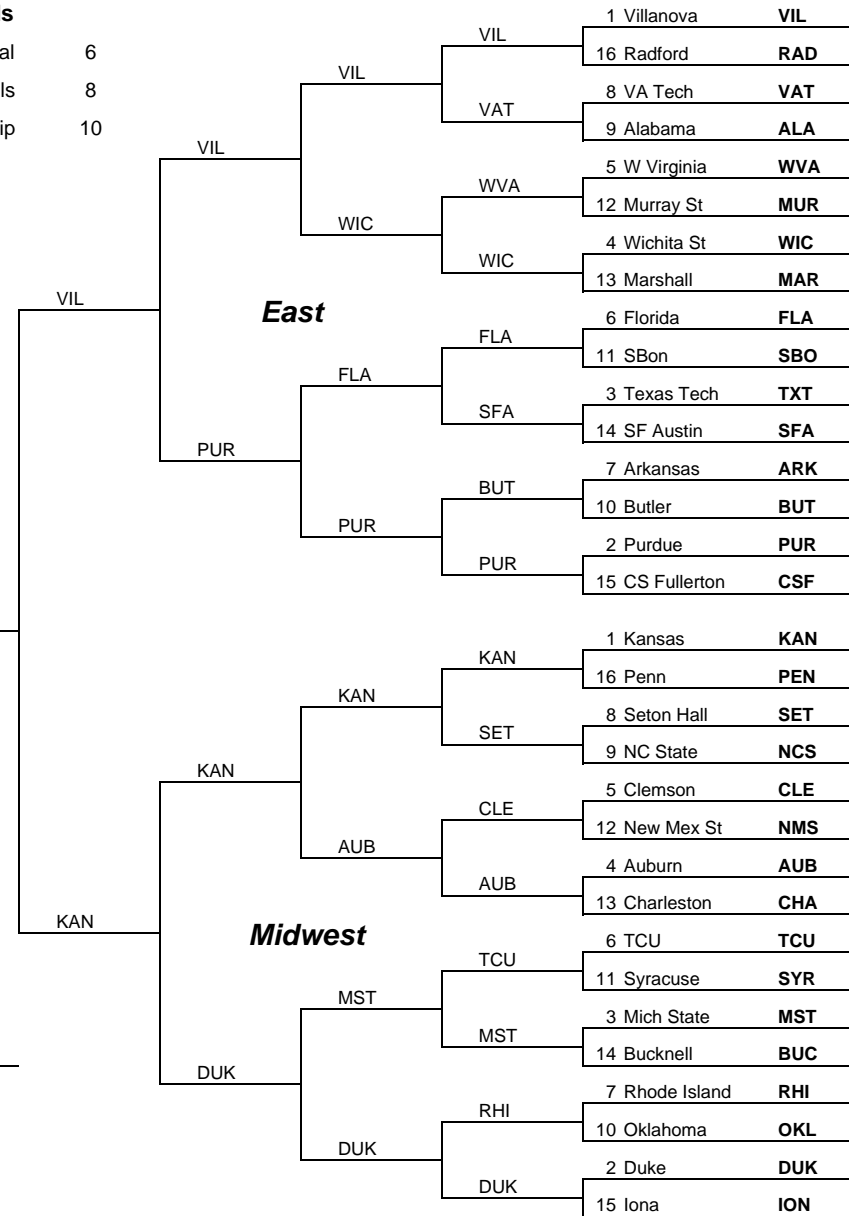 ls
al 6
ls 8
ip 10
1 Villanova VIL
VIL
16 Radford RAD
VIL
8 VA Tech VAT
VAT
9 Alabama ALA
VIL
5 W Virginia WVA
WVA
12 Murray St MUR
WIC
4 Wichita St WIC
WIC
13 Marshall MAR
VIL
East
6 Florida FLA
FLA
11 SBon SBO
FLA
3 Texas Tech TXT
SFA
14 SF Austin SFA
PUR
7 Arkansas ARK
BUT
10 Butler BUT
PUR
2 Purdue PUR
PUR
15 CS Fullerton CSF
1 Kansas KAN
KAN
16 Penn PEN
KAN
8 Seton Hall SET
SET
9 NC State NCS
KAN
5 Clemson CLE
CLE
12 New Mex St NMS
AUB
4 Auburn AUB
AUB
13 Charleston CHA
KAN
Midwest
6 TCU TCU
TCU
11 Syracuse SYR
MST
3 Mich State MST
MST
14 Bucknell BUC
DUK
7 Rhode Island RHI
RHI
10 Oklahoma OKL
DUK
2 Duke DUK
DUK
15 Iona ION